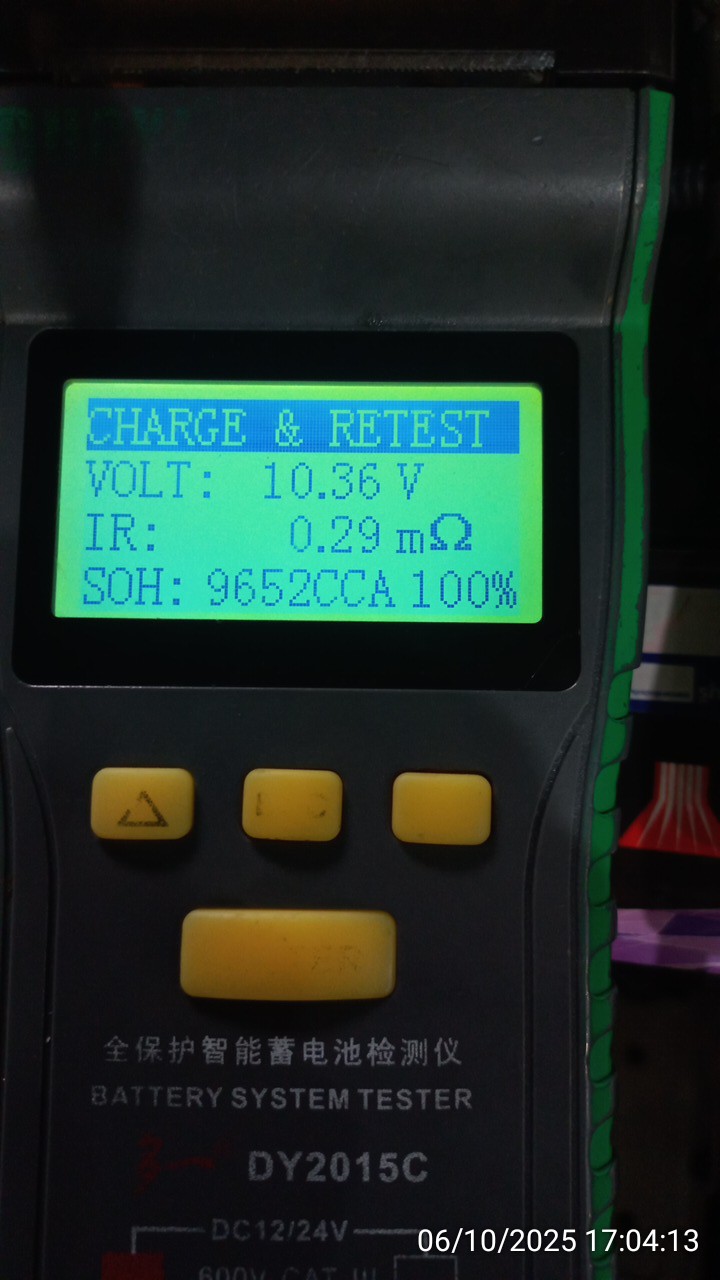 CHARGE & RETEST
VOLT: 10.36 V
IR: 0.29 mΩ
SOH: 9652CCA 100%
全保护智能蓄电池检测仪
BATTERY SYSTEM TESTER
DY2015C
DC12/24V
600V CAT III
06/10/2025 17:04:13